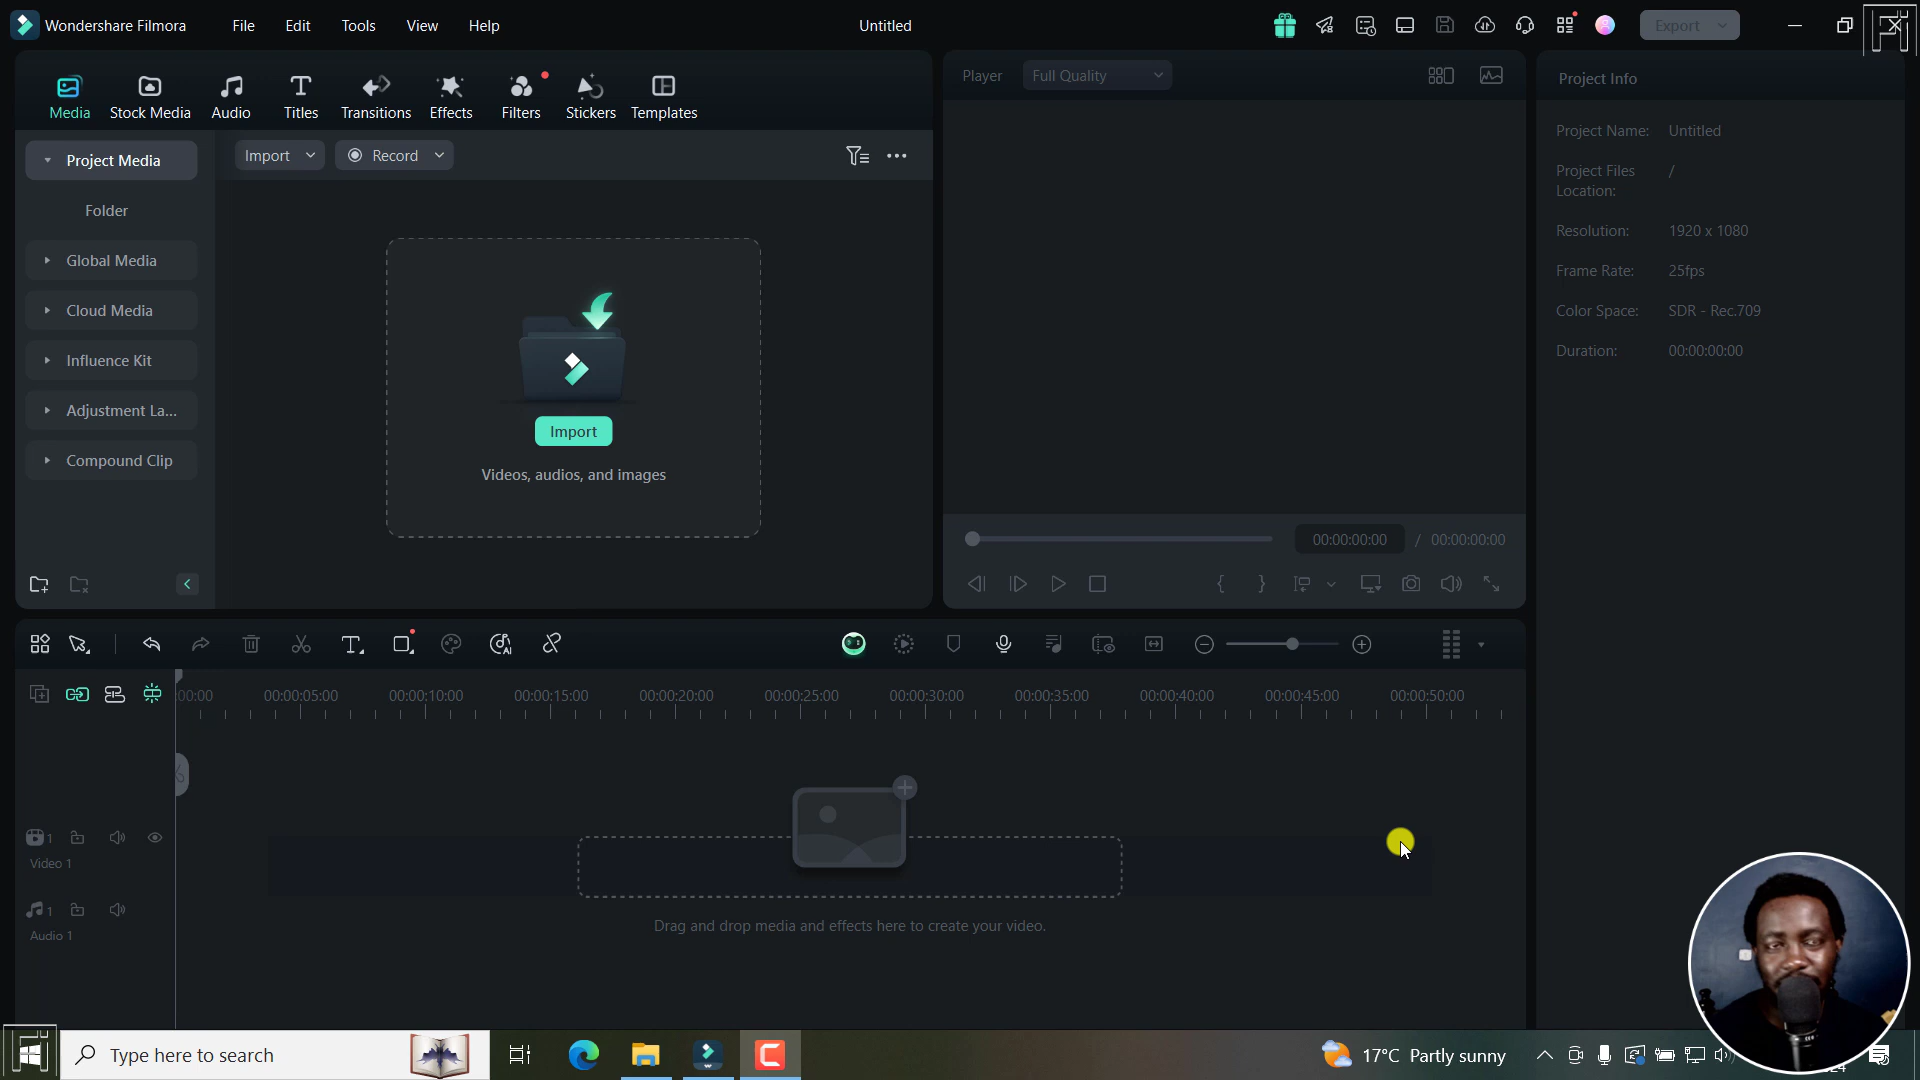 Wondershare Filmora
File Edit Tools View Help
Untitled
Export
Media Stock Media Audio Titles Transitions Effects Filters Stickers Templates
Player Full Quality
Project Info
Project Media
Import Record
Folder
Global Media
Cloud Media
Influence Kit
Adjustment La...
Compound Clip
Import
Videos, audios, and images
Project Name: Untitled
Project Files Location: /
Resolution: 1920 x 1080
Frame Rate: 25fps
Color Space: SDR - Rec.709
Duration: 00:00:00:00
00:00:00:00 / 00:00:00:00
:00:00 00:00:05:00 00:00:10:00 00:00:15:00 00:00:20:00 00:00:25:00 00:00:30:00 00:00:35:00 00:00:40:00 00:00:45:00 00:00:50:00
1
Video 1
1
Audio 1
Drag and drop media and effects here to create your video.
Type here to search
17°C Partly sunny